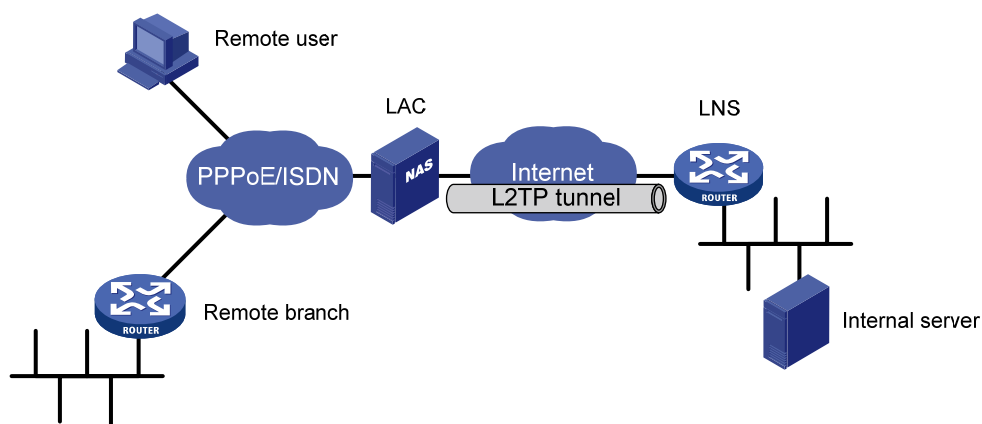 Remote user
LAC
LNS
PPPoE/ISDN
NAS
Internet
L2TP tunnel
ROUTER
Remote branch
ROUTER
Internal server